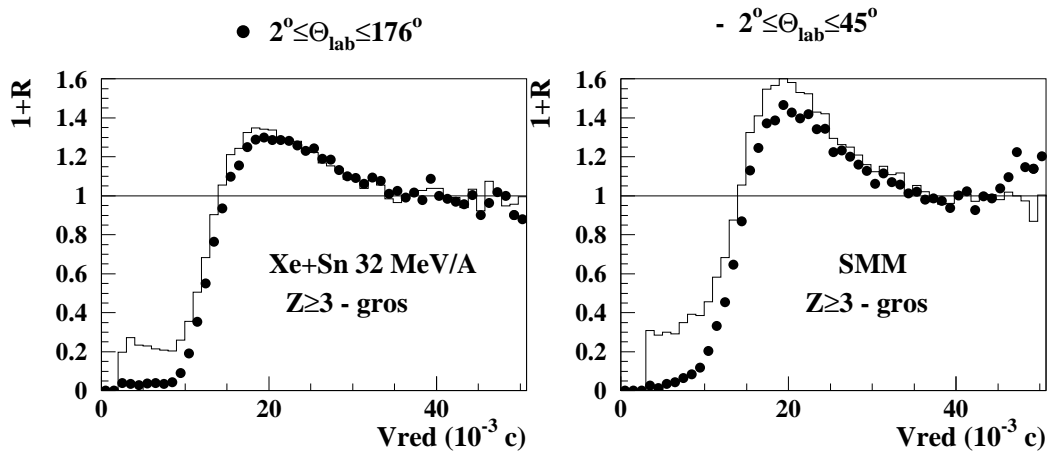 ● 2°≤Θlab≤176°
- 2°≤Θlab≤45°
1+R
1.6
1.4
1.2
1
0.8
0.6
0.4
0.2
0
Xe+Sn 32 MeV/A
Z≥3 - gros
0 20 40
Vred (10⁻³ c)
1+R
1.6
1.4
1.2
1
0.8
0.6
0.4
0.2
0
SMM
Z≥3 - gros
0 20 40
Vred (10⁻³ c)